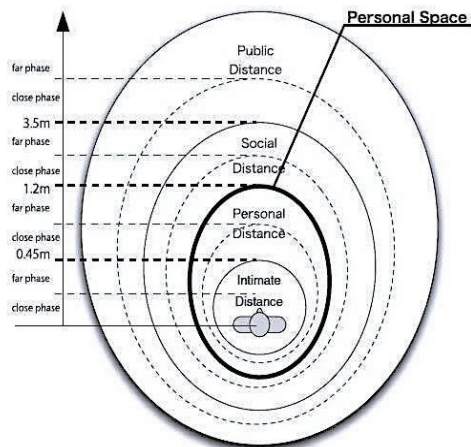 Personal Space
Public
Distance
far phase
close phase
3.5m
far phase
Social
close phase
Distance
1.2m
far phase
Personal
Distance
close phase
0.45m
far phase
Intimate
Distance
close phase